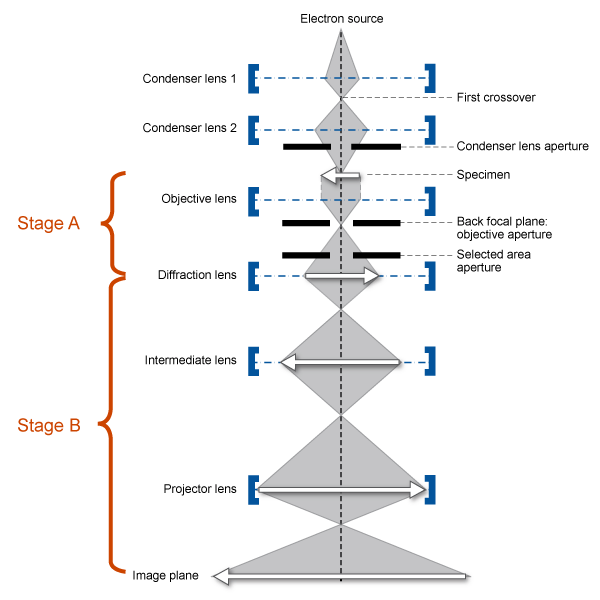 Electron source
Condenser lens 1
First crossover
Condenser lens 2
Condenser lens aperture
Specimen
Objective lens
Stage A
Back focal plane:
objective aperture
Selected area
aperture
Diffraction lens
Intermediate lens
Stage B
Projector lens
Image plane